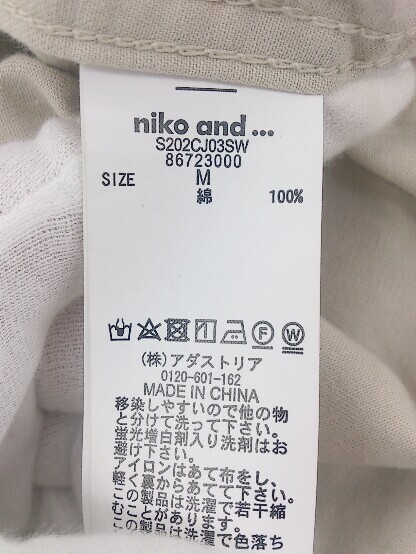 niko and ...
S202CJ03SW
86723000
SIZE M
綿 100%
(株)アダストリア
0120-601-162
MADE IN CHINA
移染しやすいので他の物
と分けて洗って下さい。
蛍光増白剤入り洗剤はお
避け下さい。
アイロンはあて布をし、
軽く裏からあてて下さい。
この製品は洗濯で若干縮
むことがあります。
この製品は洗濯で色落ち